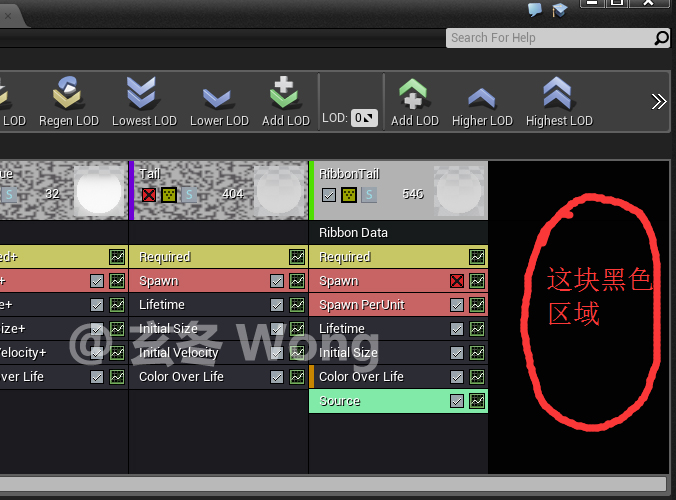 Search For Help
LOD
Regen LOD
Lowest LOD
Lower LOD
Add LOD
LOD: 0
Add LOD
Higher LOD
Highest LOD
ue
S
32
Tail
S
404
RibbonTail
S
546
Ribbon Data
ed+
Required
Required
+
Spawn
Spawn
e+
Lifetime
Spawn PerUnit
Size+
Initial Size
Lifetime
Velocity+
Initial Velocity
Initial Size
ver Life
Color Over Life
Color Over Life
Source
这块黑色
区域
@ 玄冬 Wong